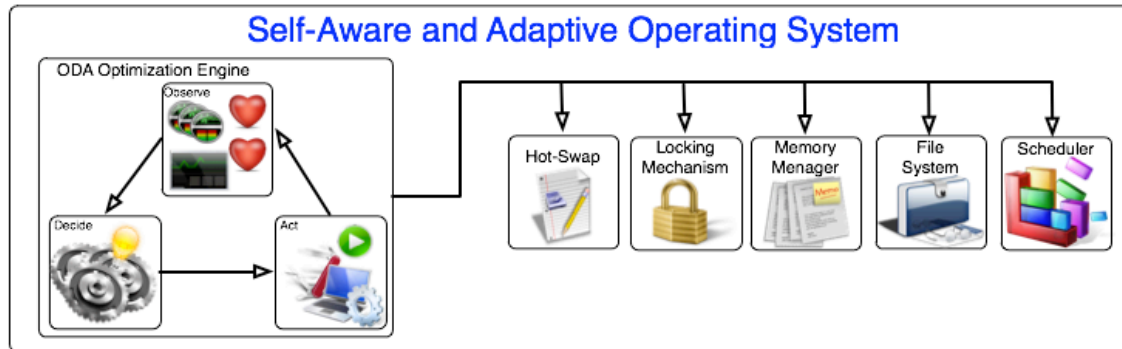 Self-Aware and Adaptive Operating System
ODA Optimization Engine
Observe
Decide
Act
Hot-Swap
Locking
Mechanism
Memory
Menager
Memo
File
System
Scheduler